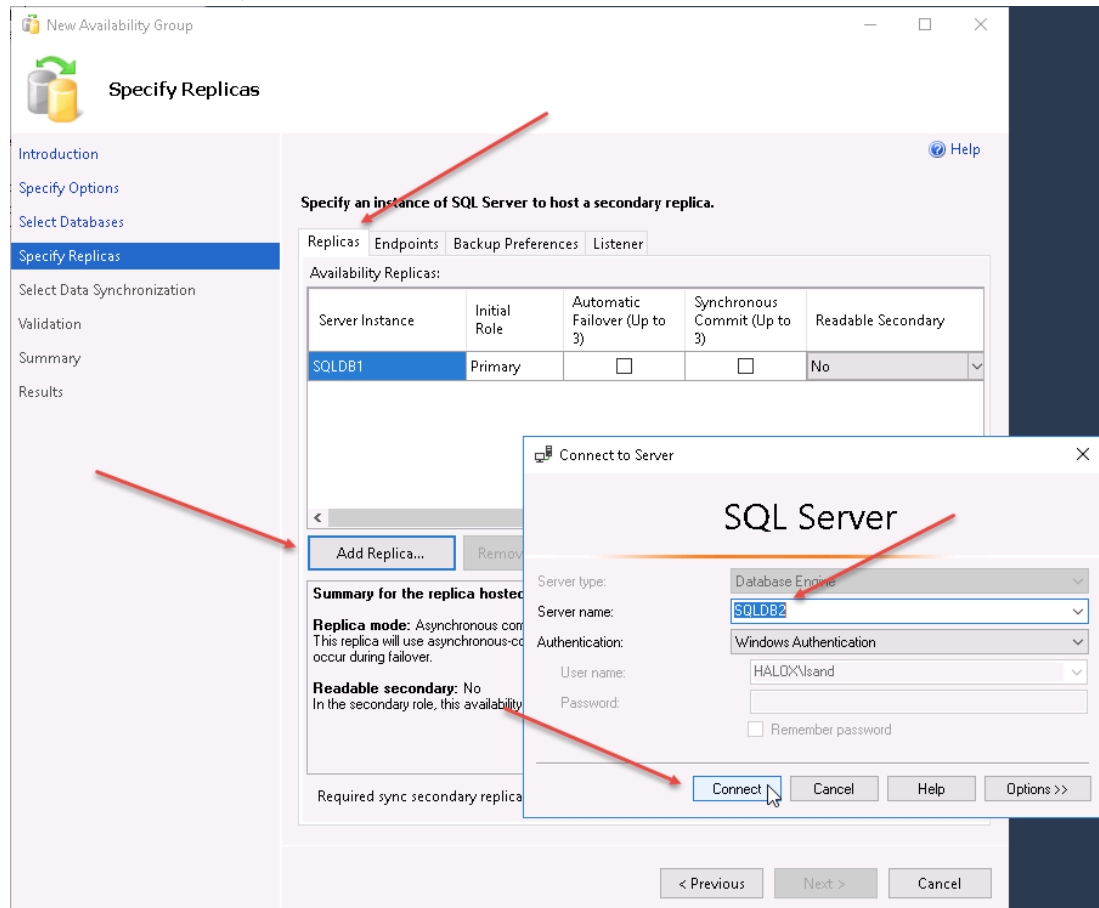 New Availability Group
Specify Replicas
Introduction
Specify Options
Select Databases
Specify Replicas
Select Data Synchronization
Validation
Summary
Results
Help
Specify an instance of SQL Server to host a secondary replica.
Replicas Endpoints Backup Preferences Listener
Availability Replicas:
Server Instance Initial Role Automatic Failover (Up to 3) Synchronous Commit (Up to 3) Readable Secondary
SQLDB1 Primary No
Add Replica... Remov
Summary for the replica hosted
Replica mode: Asynchronous com
This replica will use asynchronous-co
occur during failover.
Readable secondary: No
In the secondary role, this availability
Required sync secondary replica
Connect to Server
SQL Server
Server type: Database Engine
Server name: SQLDB2
Authentication: Windows Authentication
User name: HALOX\lsand
Password:
Remember password
Connect Cancel Help Options >>
< Previous Next > Cancel